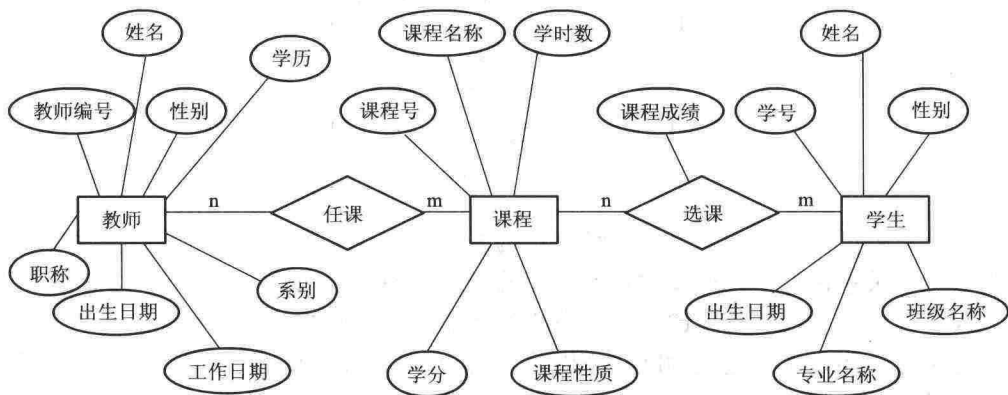 姓名
课程名称
学时数
姓名
学历
教师编号
性别
课程号
课程成绩
学号
性别
教师
n
任课
m
课程
n
选课
m
学生
职称
出生日期
系别
出生日期
班级名称
工作日期
学分
课程性质
专业名称